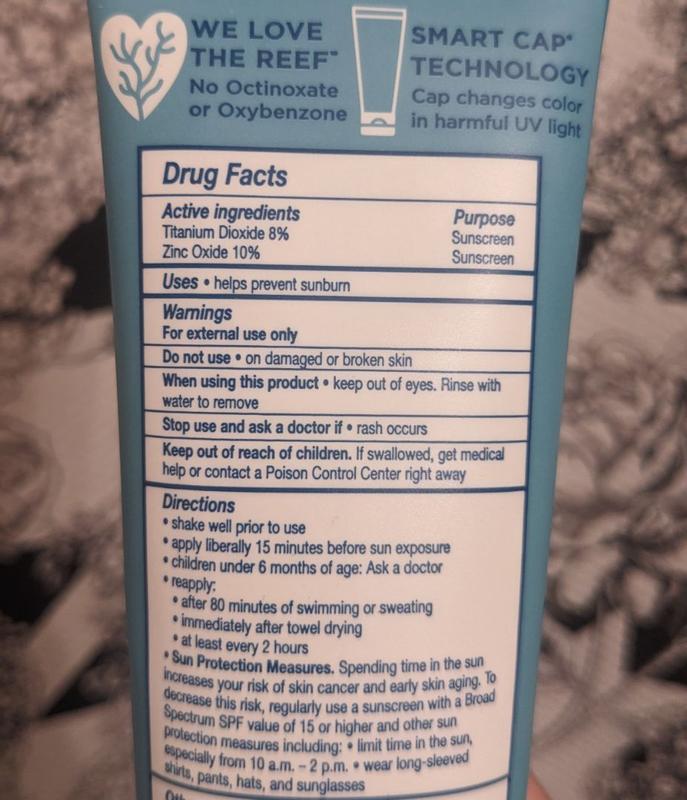 WE LOVE
THE REEF™
No Octinoxate
or Oxybenzone
SMART CAP®
TECHNOLOGY
Cap changes color
in harmful UV light
Drug Facts
Active ingredients Purpose
Titanium Dioxide 8% Sunscreen
Zinc Oxide 10% Sunscreen
Uses • helps prevent sunburn
Warnings
For external use only
Do not use • on damaged or broken skin
When using this product • keep out of eyes. Rinse with
water to remove
Stop use and ask a doctor if • rash occurs
Keep out of reach of children. If swallowed, get medical
help or contact a Poison Control Center right away
Directions
• shake well prior to use
• apply liberally 15 minutes before sun exposure
• children under 6 months of age: Ask a doctor
• reapply:
• after 80 minutes of swimming or sweating
• immediately after towel drying
• at least every 2 hours
• Sun Protection Measures. Spending time in the sun
increases your risk of skin cancer and early skin aging. To
decrease this risk, regularly use a sunscreen with a Broad
Spectrum SPF value of 15 or higher and other sun
protection measures including: • limit time in the sun,
especially from 10 a.m. – 2 p.m. • wear long-sleeved
shirts, pants, hats, and sunglasses